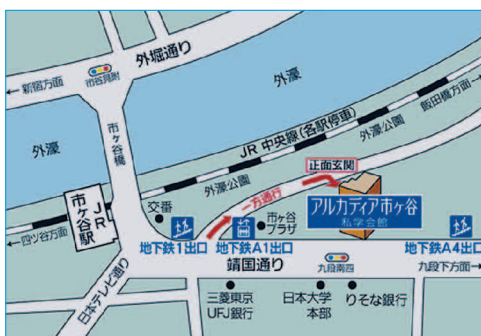 外堀通り
←新宿方面
市谷見附
外濠
外濠
外濠
市ヶ谷橋
JR 中央線(各駅停車)
飯田橋方面→
外濠公園
外濠公園
正面玄関
一方通行
アルカディア市ヶ谷
私学会館
JR
市ヶ谷駅
←四ツ谷方面
交番
地下鉄1出口
地下鉄A1出口
市ヶ谷
プラザ
地下鉄A4出口
靖国通り
九段南四
九段下方面→
日本テレビ通り
三菱東京
UFJ銀行
日本大学
本部
りそな銀行